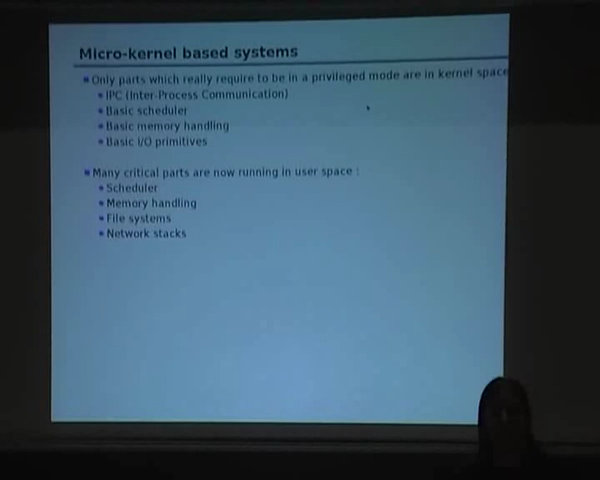 Micro-kernel based systems
Only parts which really require to be in a privileged mode are in kernel space
IPC (Inter-Process Communication)
Basic scheduler
Basic memory handling
Basic I/O primitives
Many critical parts are now running in user space :
Scheduler
Memory handling
File systems
Network stacks